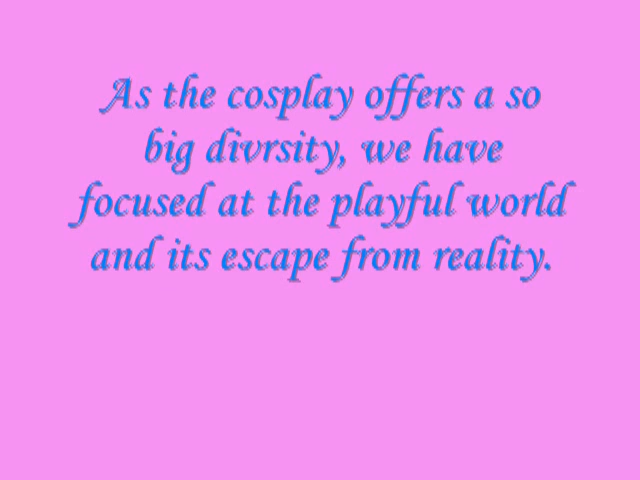 As the cosplay offers a so
big divrsity, we have
focused at the playful world
and its escape from reality.